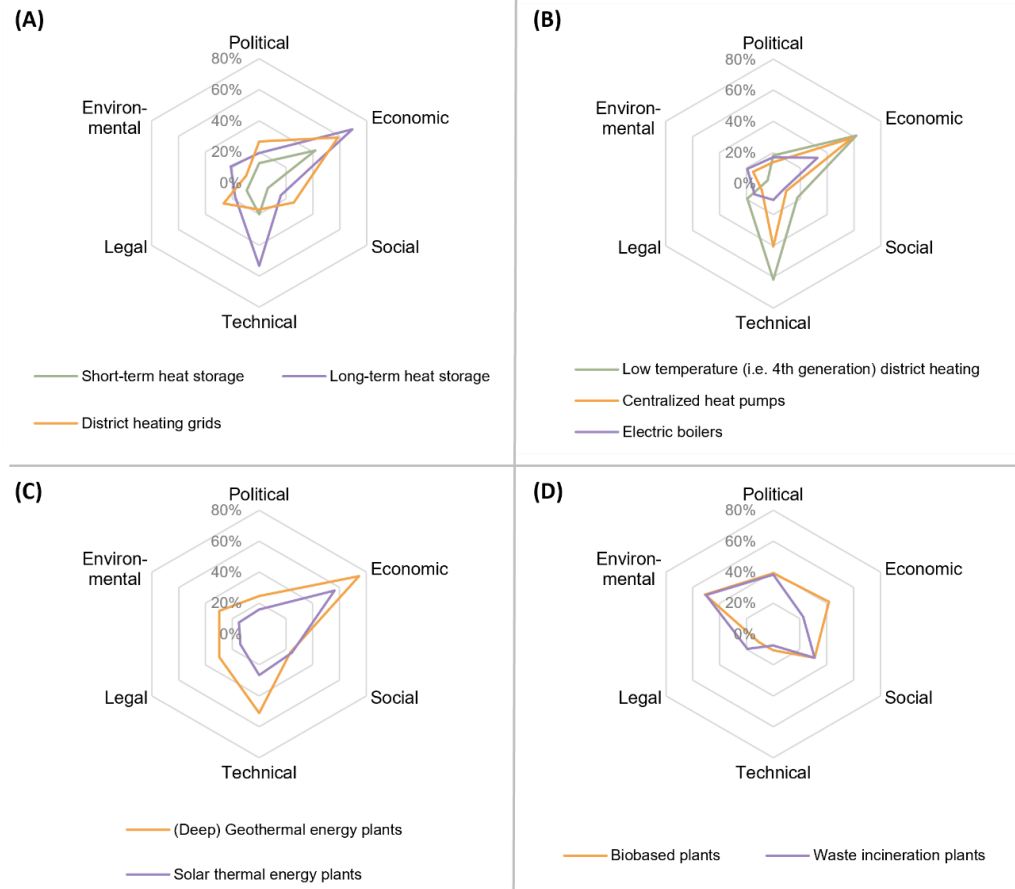 (A)
Political
80%
60%
40%
20%
0%
Environ-
mental
Economic
Legal
Social
Technical
Short-term heat storage
Long-term heat storage
District heating grids
(B)
Political
80%
60%
40%
20%
0%
Environ-
mental
Economic
Legal
Social
Technical
Low temperature (i.e. 4th generation) district heating
Centralized heat pumps
Electric boilers
(C)
Political
80%
60%
40%
20%
0%
Environ-
mental
Economic
Legal
Social
Technical
(Deep) Geothermal energy plants
Solar thermal energy plants
(D)
Political
80%
60%
40%
20%
0%
Environ-
mental
Economic
Legal
Social
Technical
Biobased plants
Waste incineration plants